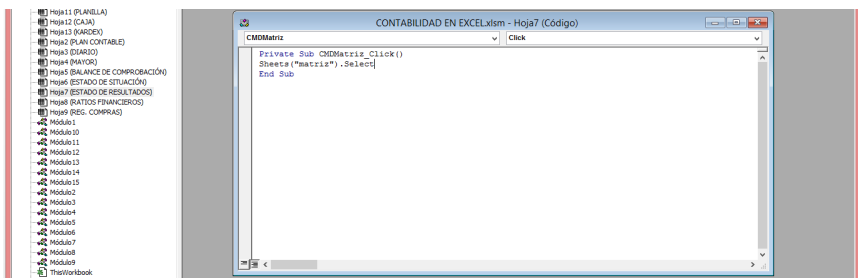 Hoja11 (PLANILLA)
Hoja12 (CAJA)
Hoja13 (KARDEX)
Hoja2 (PLAN CONTABLE)
Hoja3 (DIARIO)
Hoja4 (MAYOR)
Hoja5 (BALANCE DE COMPROBACIÓN)
Hoja6 (ESTADO DE SITUACIÓN)
Hoja7 (ESTADO DE RESULTADOS)
Hoja8 (RATIOS FINANCIEROS)
Hoja9 (REG. COMPRAS)
Módulo1
Módulo10
Módulo11
Módulo12
Módulo13
Módulo14
Módulo15
Módulo2
Módulo3
Módulo4
Módulo5
Módulo6
Módulo7
Módulo8
Módulo9
ThisWorkbook
CONTABILIDAD EN EXCEL.xlsm - Hoja7 (Código)
CMDMatriz
Click
Private Sub CMDMatriz_Click()
Sheets("matriz").Select
End Sub